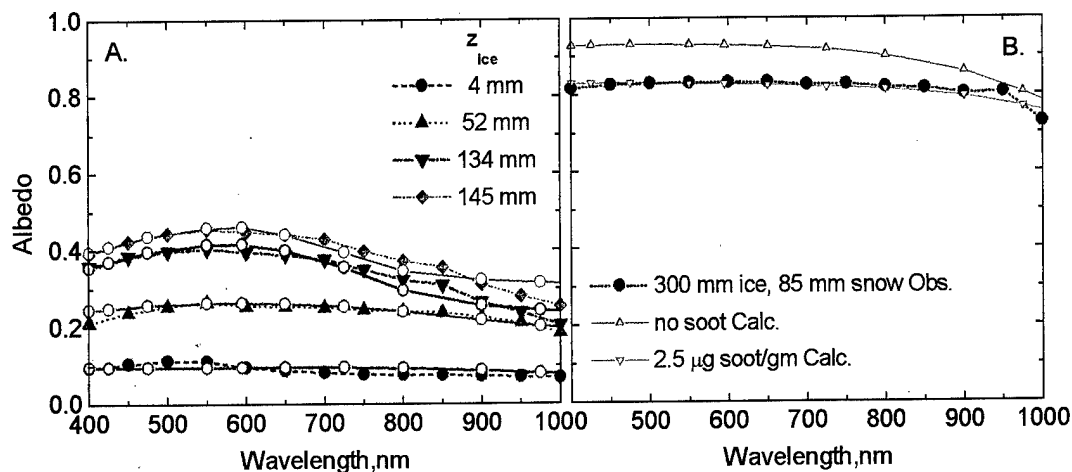 A.
B.
z
ice
4 mm
52 mm
134 mm
145 mm
300 mm ice, 85 mm snow Obs.
no soot Calc.
2.5 μg soot/gm Calc.
Albedo
1.0
0.8
0.6
0.4
0.2
0.0
400 500 600 700 800 900 1000
500 600 700 800 900 1000
Wavelength,nm
Wavelength,nm